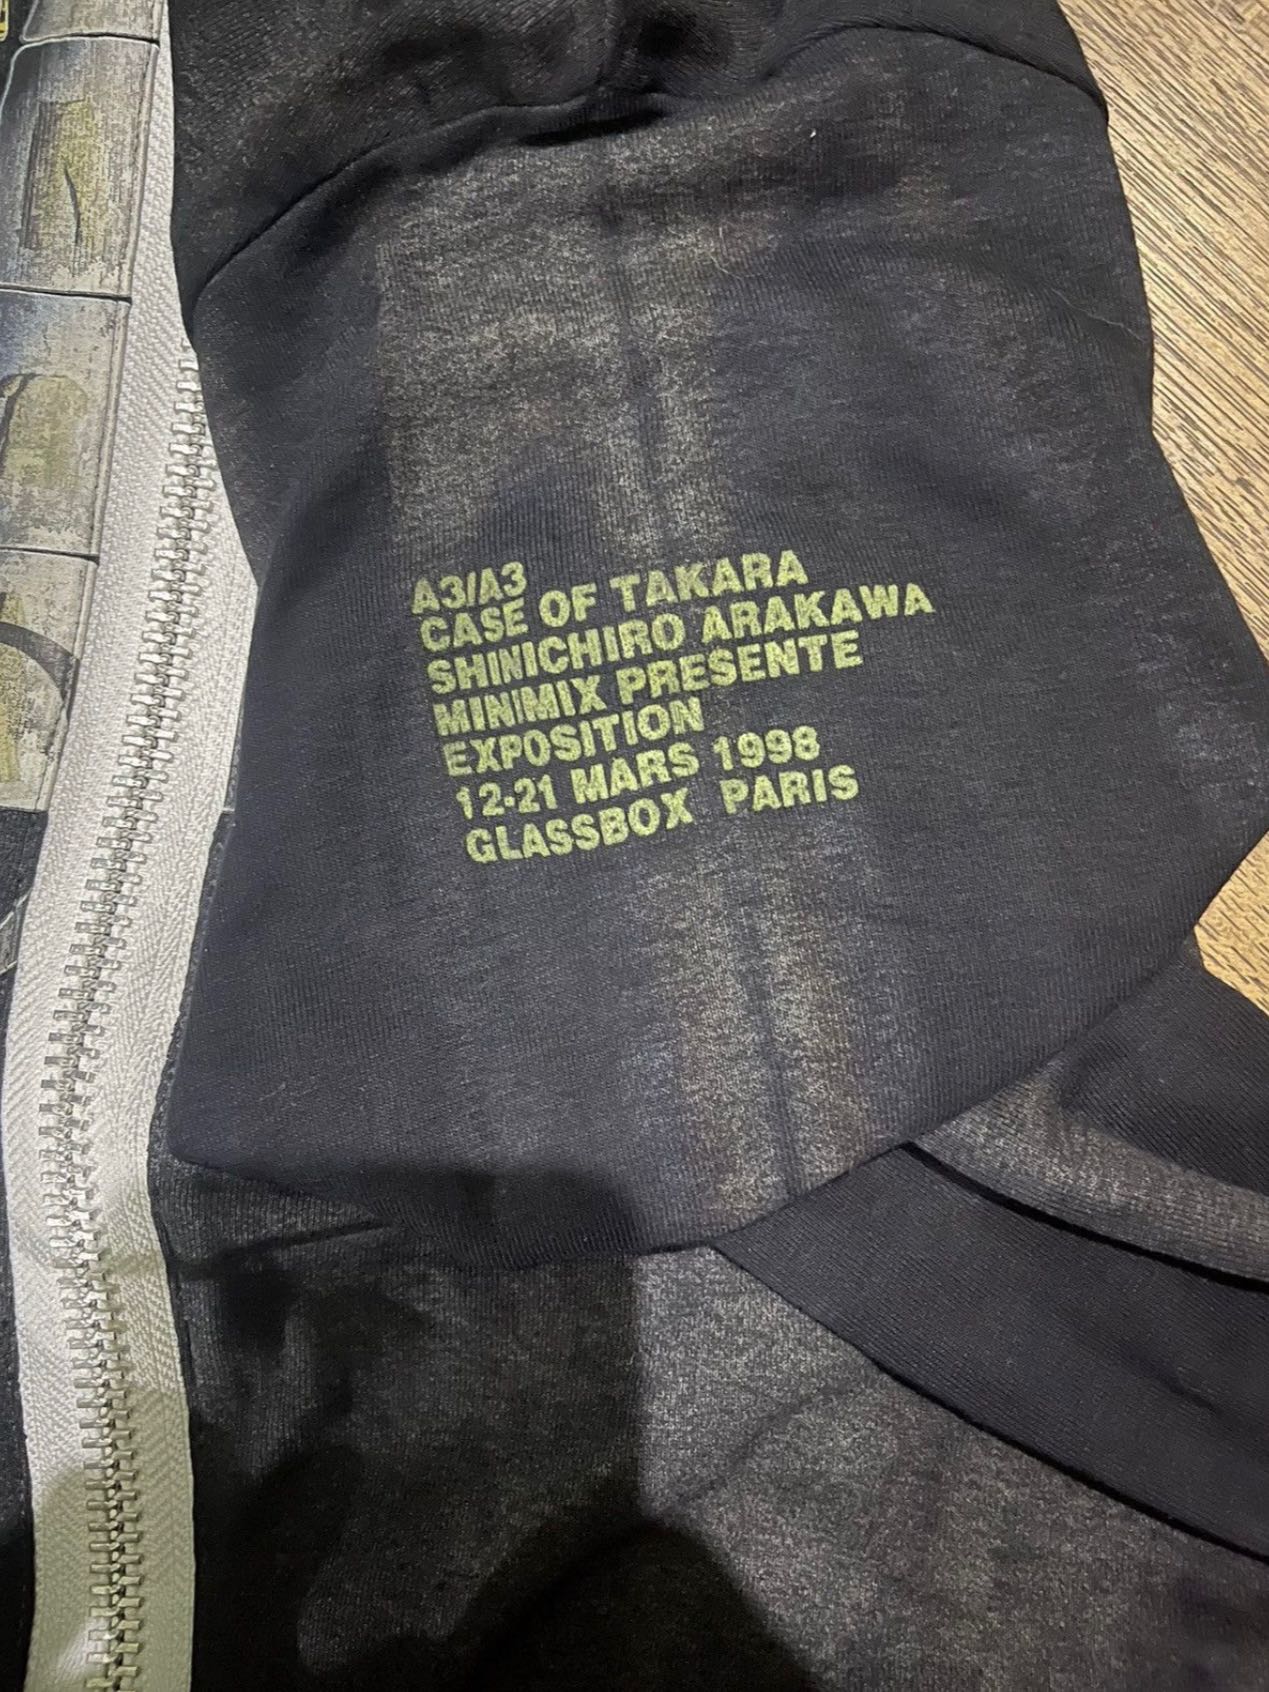 A3/A3
CASE OF TAKARA
SHINICHIRO ARAKAWA
MINIMIX PRESENTE
EXPOSITION
12-21 MARS 1998
GLASSBOX PARIS